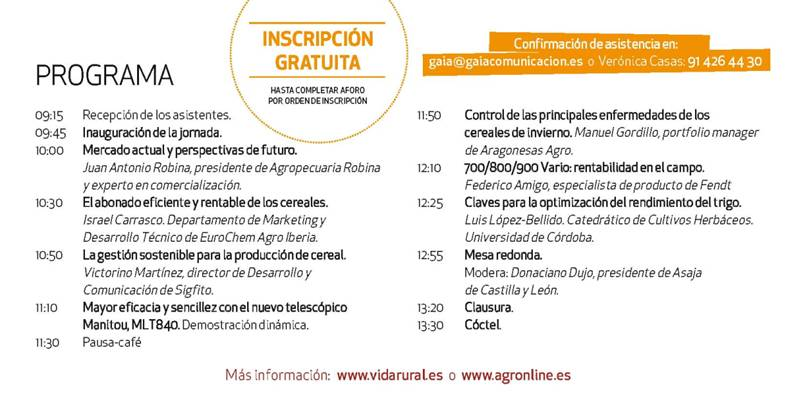 INSCRIPCIÓN
GRATUITA
HASTA COMPLETAR AFORO
POR ORDEN DE INSCRIPCIÓN
Confirmación de asistencia en:
gaia@gaiacomunicacion.es o Verónica Casas: 91 426 44 30
PROGRAMA
09:15 Recepción de los asistentes.
09:45 Inauguración de la jornada.
10:00 Mercado actual y perspectivas de futuro.
Juan Antonio Robina, presidente de Agropecuaria Robina
y experto en comercialización.
10:30 El abonado eficiente y rentable de los cereales.
Israel Carrasco. Departamento de Marketing y
Desarrollo Técnico de EuroChem Agro Iberia.
10:50 La gestión sostenible para la producción de cereal.
Victorino Martínez, director de Desarrollo y
Comunicación de Sigfito.
11:10 Mayor eficacia y sencillez con el nuevo telescópico
Manitou, MLT840. Demostración dinámica.
11:30 Pausa-café
11:50 Control de las principales enfermedades de los
cereales de invierno. Manuel Gordillo, portfolio manager
de Aragonesas Agro.
12:10 700/800/900 Vario: rentabilidad en el campo.
Federico Amigo, especialista de producto de Fendt
12:25 Claves para la optimización del rendimiento del trigo.
Luis López-Bellido. Catedrático de Cultivos Herbáceos.
Universidad de Córdoba.
12:55 Mesa redonda.
Modera: Donaciano Dujo, presidente de Asaja
de Castilla y León.
13:20 Clausura.
13:30 Cóctel.
Más información: www.vidarural.es o www.agronline.es